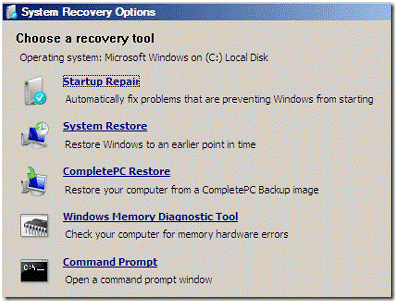 System Recovery Options
Choose a recovery tool
Operating system: Microsoft Windows on (C:) Local Disk
Startup Repair
Automatically fix problems that are preventing Windows from starting
System Restore
Restore Windows to an earlier point in time
CompletePC Restore
Restore your computer from a CompletePC Backup image
Windows Memory Diagnostic Tool
Check your computer for memory hardware errors
C:\
Command Prompt
Open a command prompt window